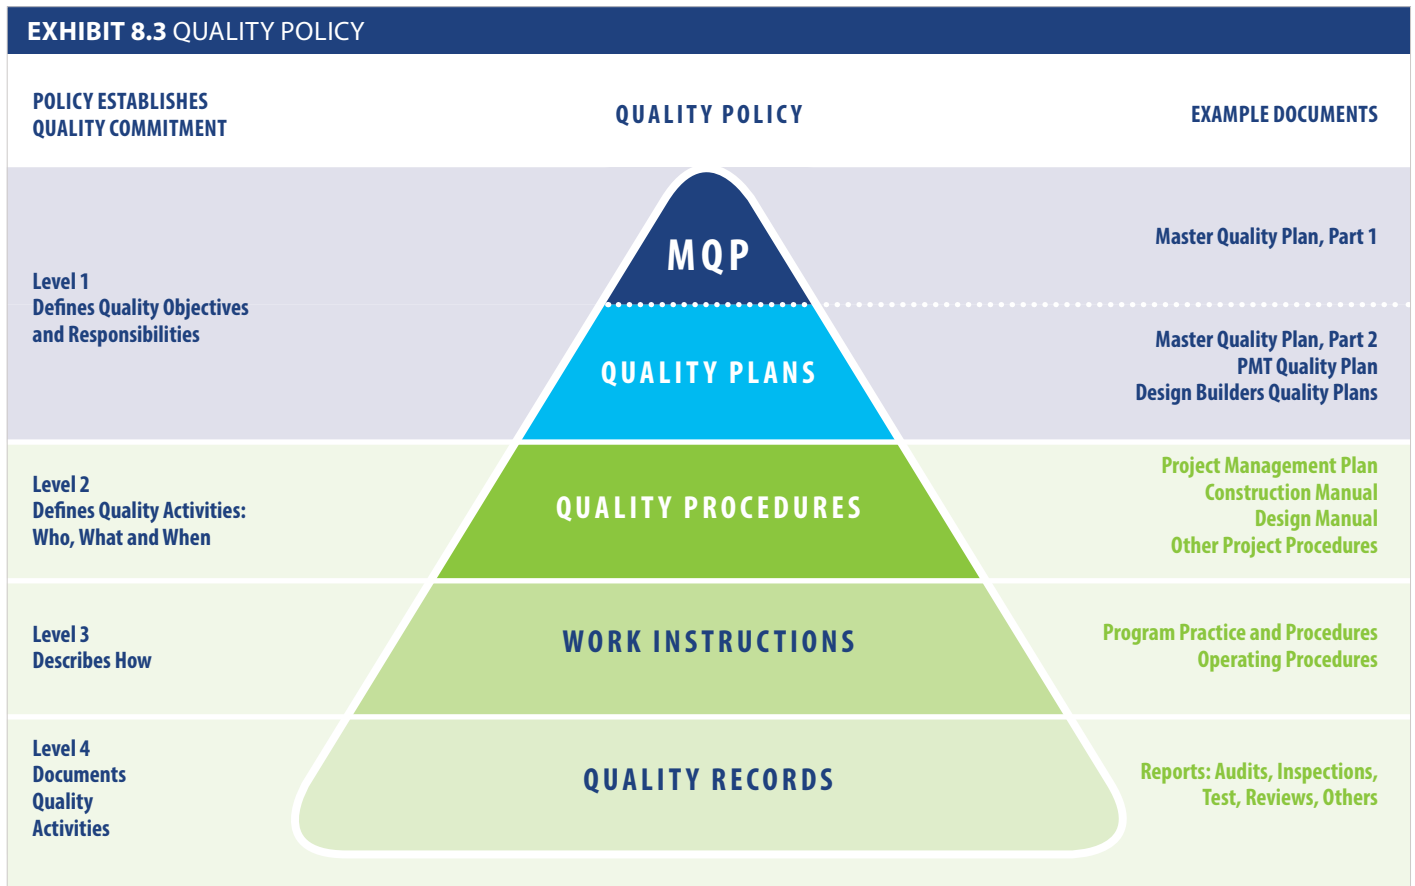 EXHIBIT 8.3 QUALITY POLICY
POLICY ESTABLISHES
QUALITY COMMITMENT
QUALITY POLICY
EXAMPLE DOCUMENTS
Level 1
Defines Quality Objectives
and Responsibilities
MQP
Master Quality Plan, Part 1
QUALITY PLANS
Master Quality Plan, Part 2
PMT Quality Plan
Design Builders Quality Plans
Level 2
Defines Quality Activities:
Who, What and When
QUALITY PROCEDURES
Project Management Plan
Construction Manual
Design Manual
Other Project Procedures
Level 3
Describes How
WORK INSTRUCTIONS
Program Practice and Procedures
Operating Procedures
Level 4
Documents
Quality
Activities
QUALITY RECORDS
Reports: Audits, Inspections,
Test, Reviews, Others